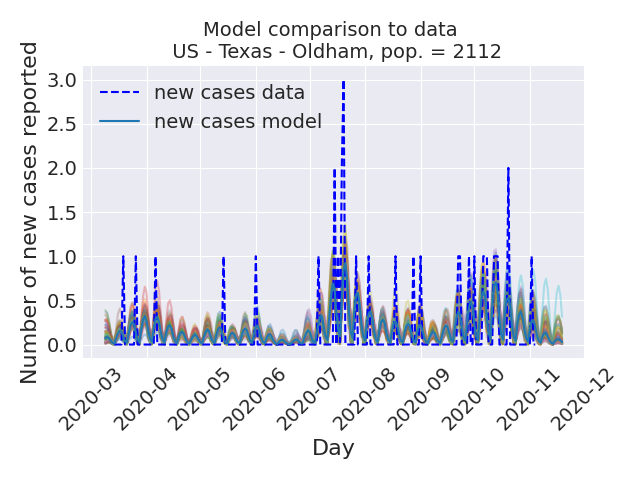 Model comparison to data
US - Texas - Oldham, pop. = 2112
Number of new cases reported
3.0
2.5
2.0
1.5
1.0
0.5
0.0
new cases data
new cases model
2020-03
2020-04
2020-05
2020-06
2020-07
2020-08
2020-09
2020-10
2020-11
2020-12
Day